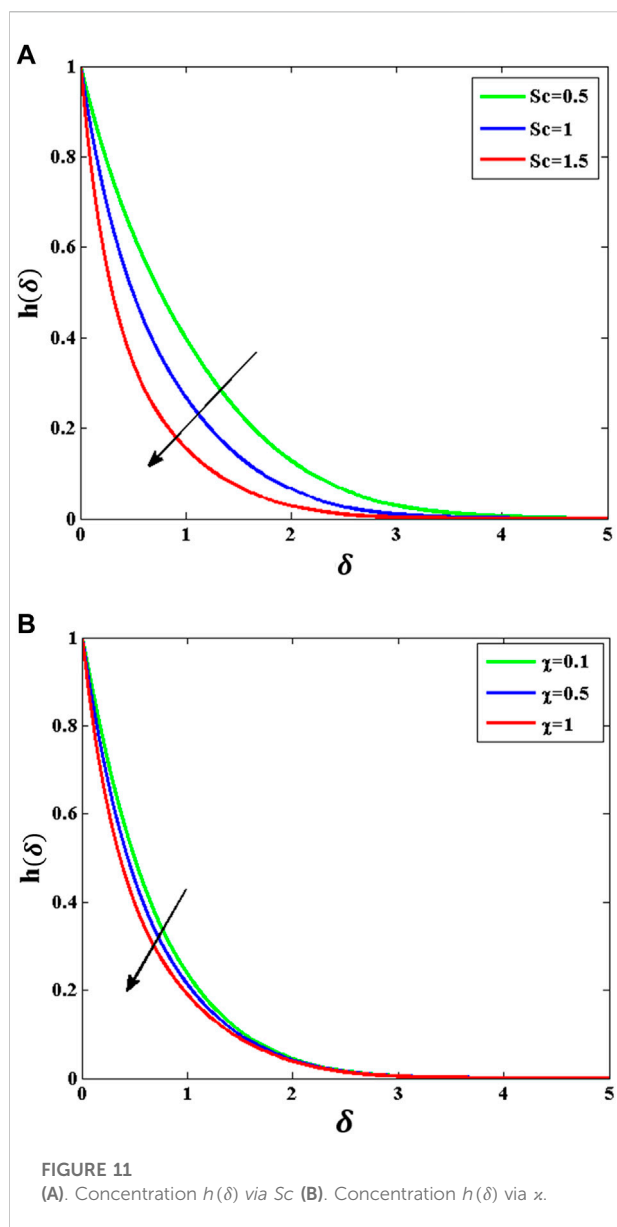 A
1
0.8
0.6
0.4
0.2
0
h(δ)
Sc=0.5
Sc=1
Sc=1.5
0 1 2 3 4 5
δ
B
1
0.8
0.6
0.4
0.2
0
h(δ)
χ=0.1
χ=0.5
χ=1
0 1 2 3 4 5
δ
FIGURE 11
(A). Concentration h(δ) via Sc (B). Concentration h(δ) via ϰ.